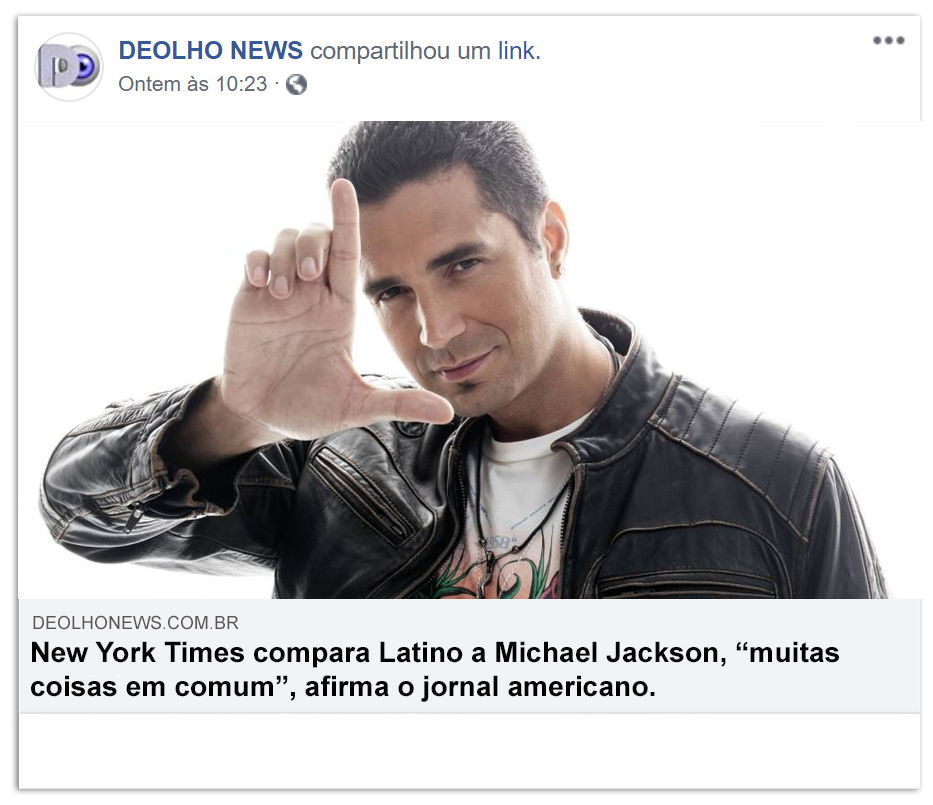 DEOLHO NEWS compartilhou um link.
Ontem às 10:23 ·
DEOLHONEWS.COM.BR
New York Times compara Latino a Michael Jackson, “muitas
coisas em comum”, afirma o jornal americano.